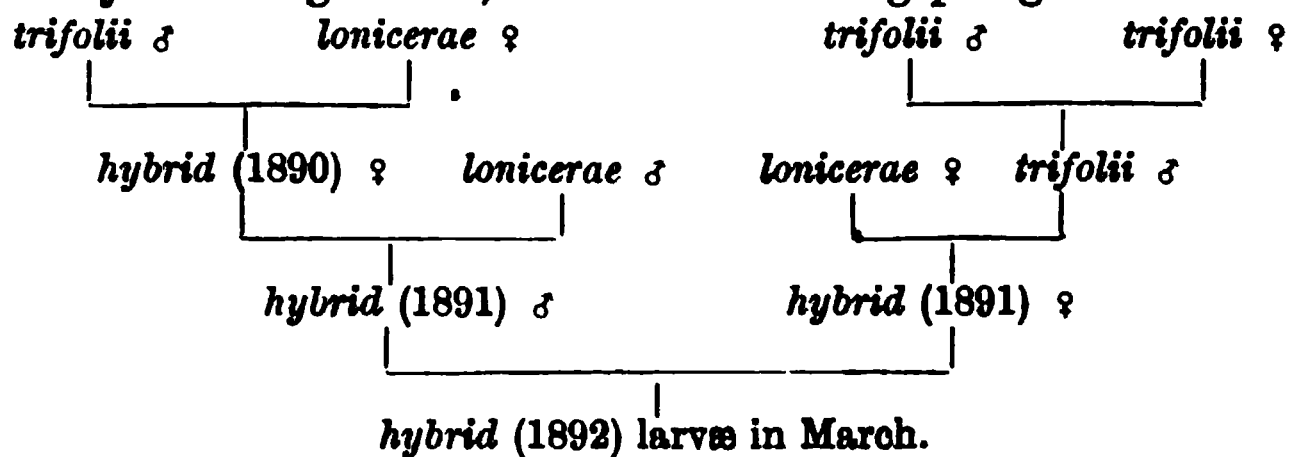 trifolii ♂ lonicerae ♀ trifolii ♂ trifolii ♀
hybrid (1890) ♀ lonicerae ♂ lonicerae ♀ trifolii ♂
hybrid (1891) ♂ hybrid (1891) ♀
hybrid (1892) larvæ in March.